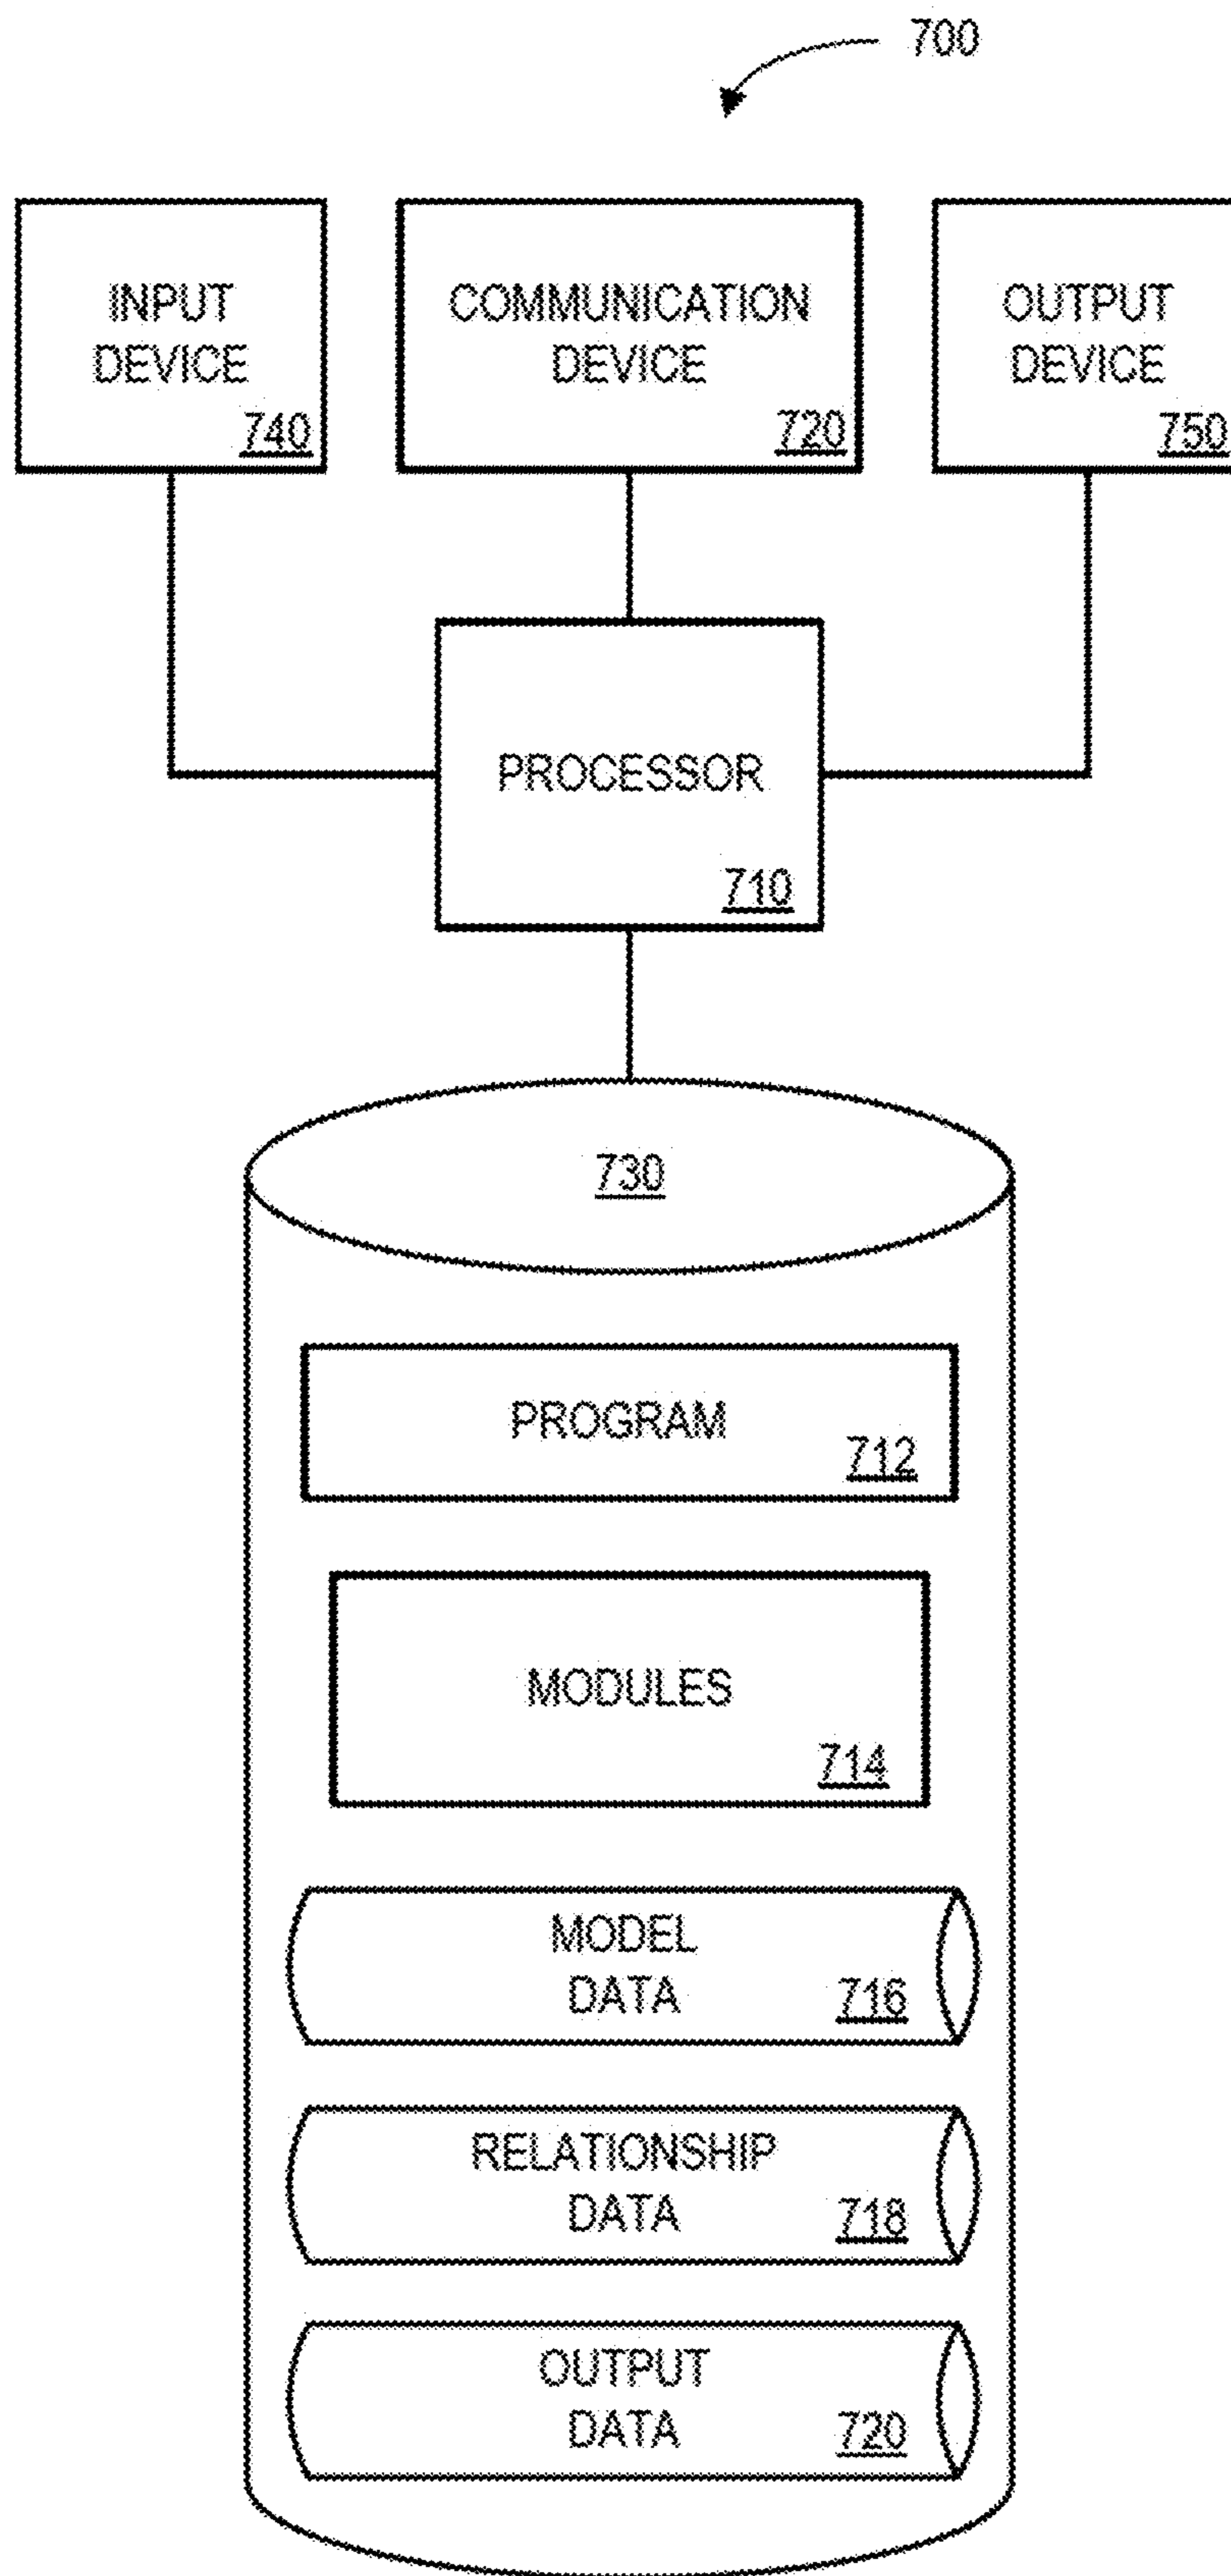 700
INPUT
DEVICE
740
COMMUNICATION
DEVICE
720
OUTPUT
DEVICE
750
PROCESSOR
710
730
PROGRAM
712
MODULES
714
MODEL
DATA
716
RELATIONSHIP
DATA
718
OUTPUT
DATA
720